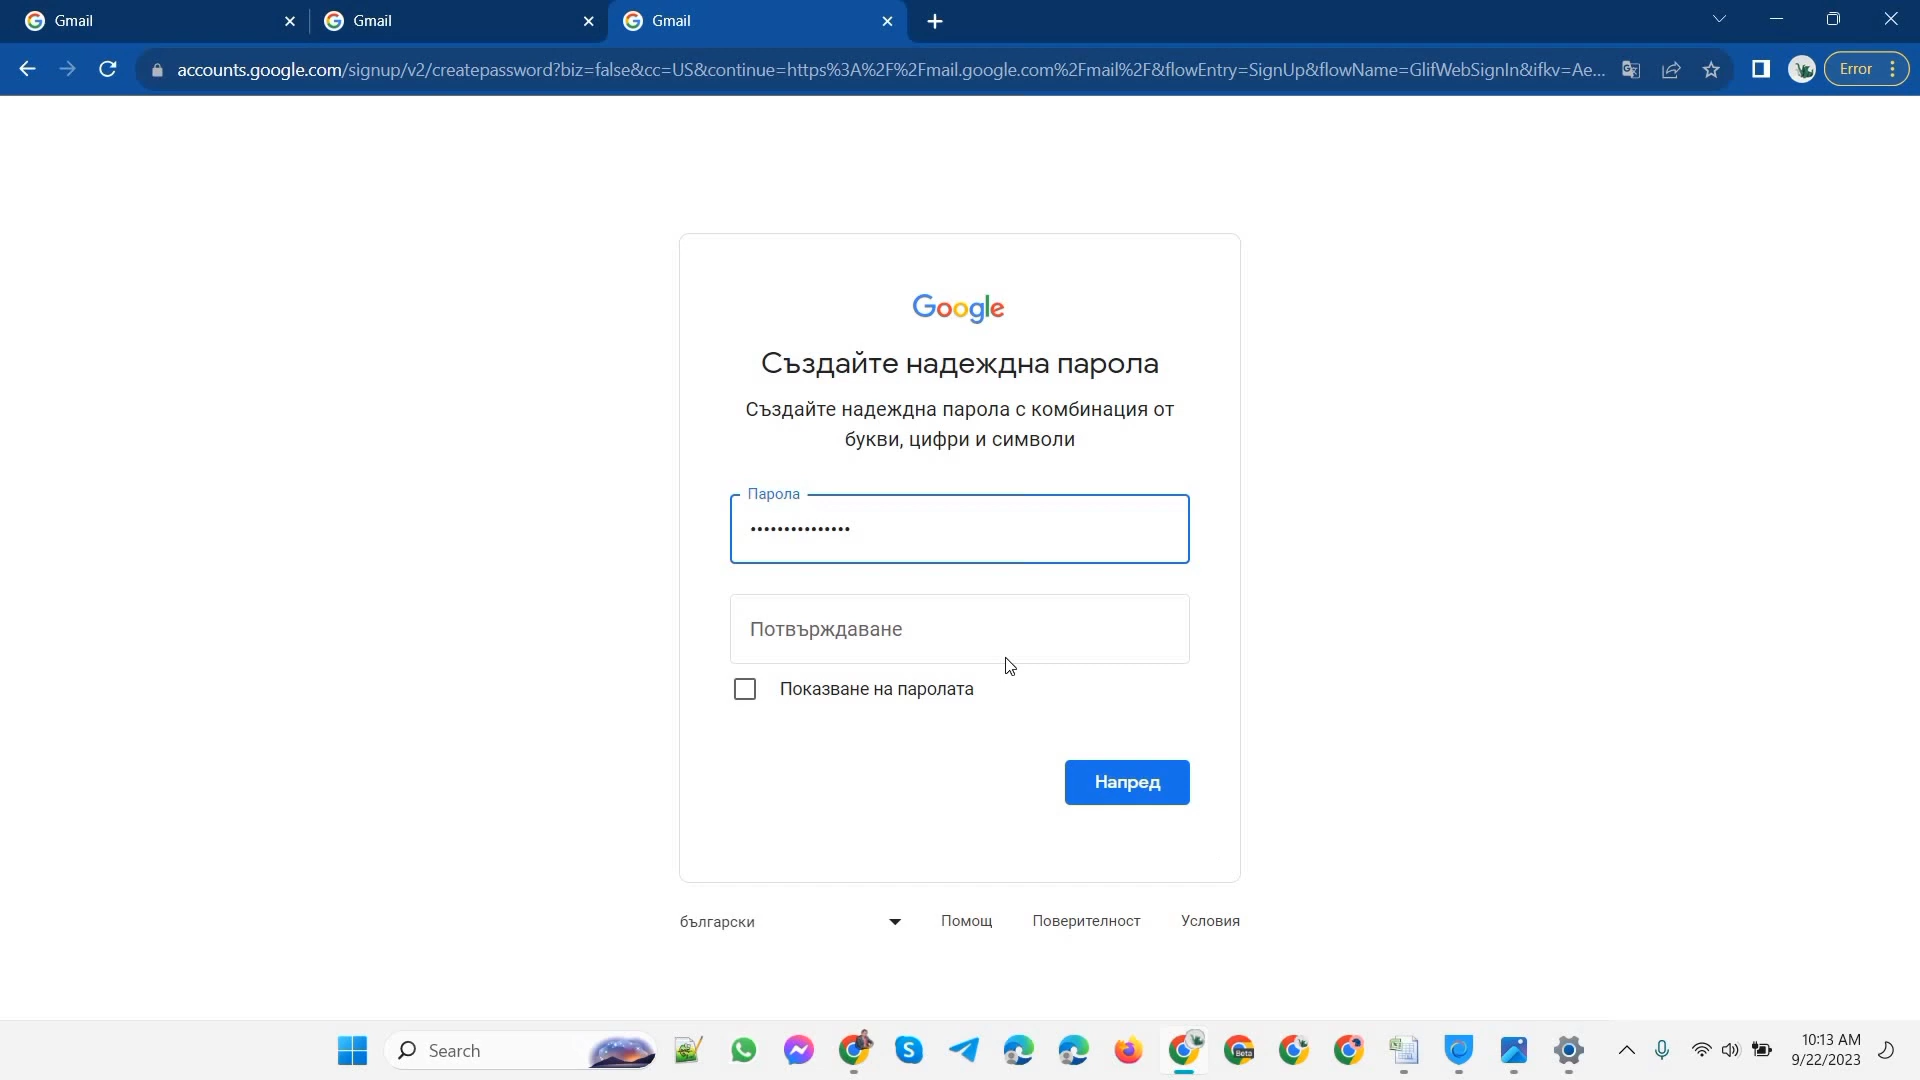 Gmail
Gmail
Gmail
accounts.google.com/signup/v2/createpassword?biz=false&cc=US&continue=https%3A%2F%2Fmail.google.com%2Fmail%2F&flowEntry=SignUp&flowName=GlifWebSignIn&ifkv=Ae...
Error
Google
Създайте надеждна парола
Създайте надеждна парола с комбинация от
букви, цифри и символи
Парола
•••••••••••••••
Потвърждаване
Показване на паролата
Напред
български
Помощ
Поверителност
Условия
Search
Beta
10:13 AM
9/22/2023